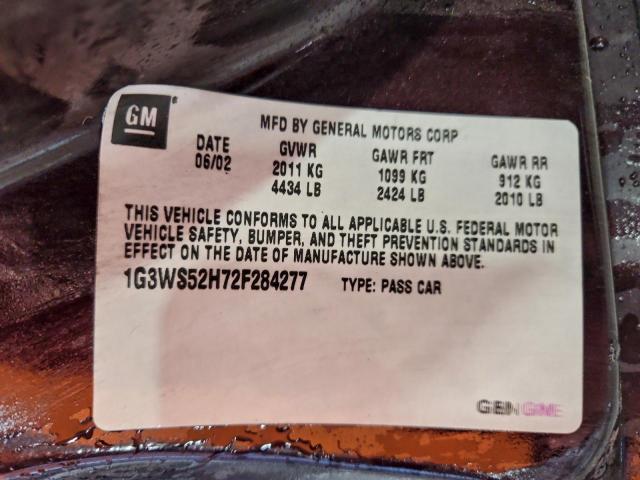 GM
MFD BY GENERAL MOTORS CORP
DATE GVWR GAWR FRT GAWR RR
06/02 2011 KG 1099 KG 912 KG
4434 LB 2424 LB 2010 LB
THIS VEHICLE CONFORMS TO ALL APPLICABLE U.S. FEDERAL MOTOR
VEHICLE SAFETY, BUMPER, AND THEFT PREVENTION STANDARDS IN
EFFECT ON THE DATE OF MANUFACTURE SHOWN ABOVE.
1G3WS52H72F284277 TYPE: PASS CAR